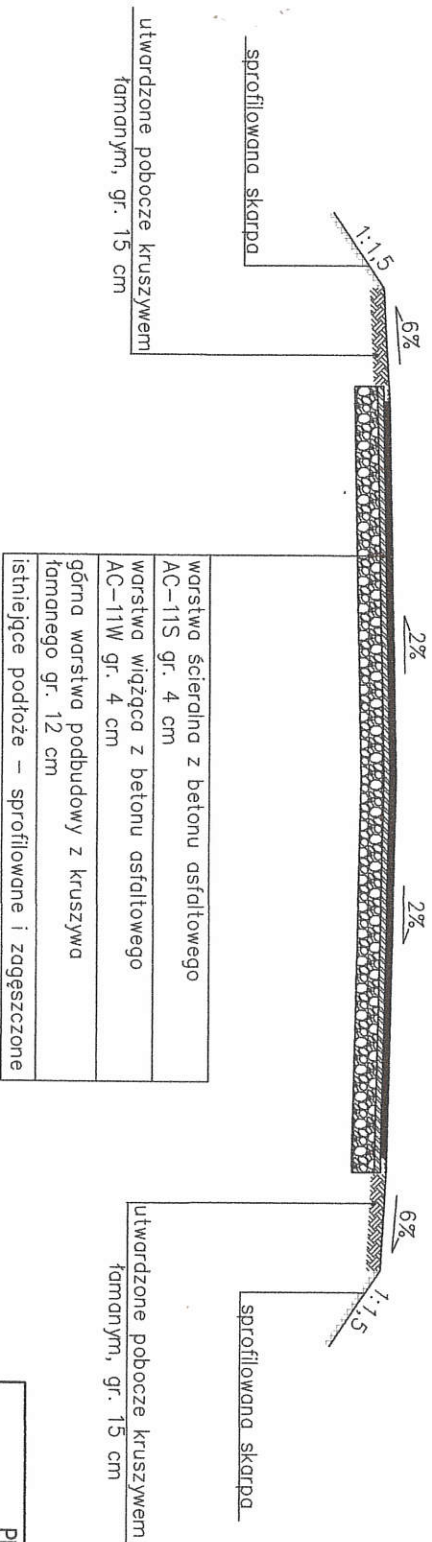 6%
2%
2%
6%
1:1,5
1:1,5
sprofilowana skarpa
utwardzone pobocze kruszywem
łamanym, gr. 15 cm
warstwa ścieralna z betonu asfaltowego
AC-11S gr. 4 cm
warstwa wiążąca z betonu asfaltowego
AC-11W gr. 4 cm
górna warstwa podbudowy z kruszywa
łamanego gr. 12 cm
istniejące podłoże – sprofilowane i zagęszczone
sprofilowana skarpa
utwardzone pobocze kruszywem
łamanym, gr. 15 cm